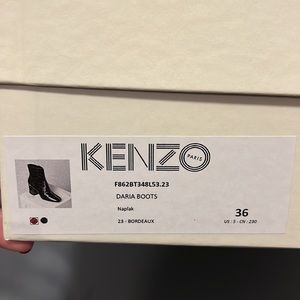 KENZO
PARIS
F862BT348L53.23
DARIA BOOTS
Naplak
23 - BORDEAUX
36
US : 5 - CN : 230